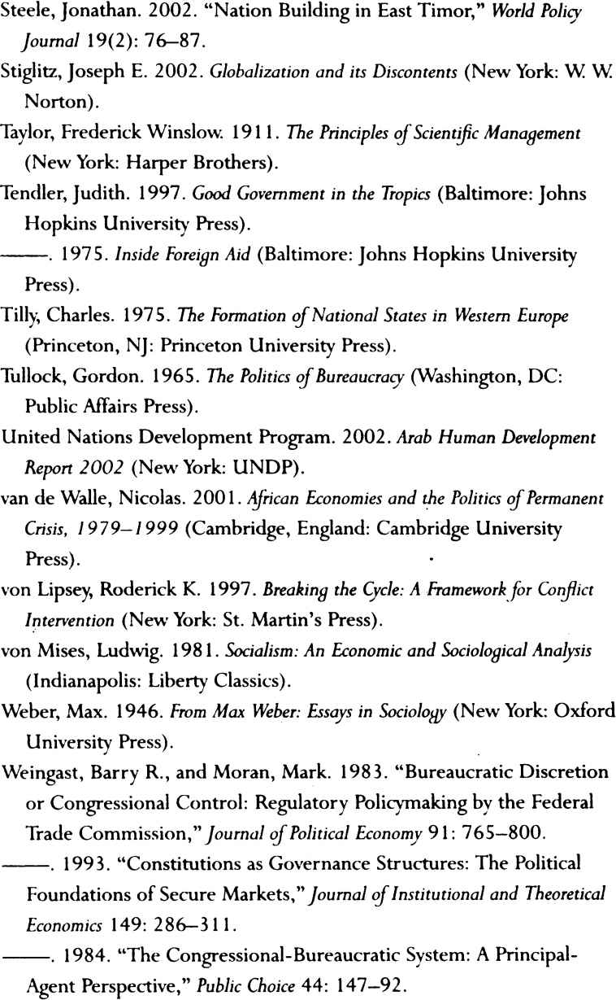 Steele, Jonathan. 2002. “Nation Building in East Timor,” World Policy
Journal 19(2): 76–87.
Stiglitz, Joseph E. 2002. Globalization and its Discontents (New York: W. W.
Norton).
Taylor, Frederick Winslow. 1911. The Principles of Scientific Management
(New York: Harper Brothers).
Tendler, Judith. 1997. Good Government in the Tropics (Baltimore: Johns
Hopkins University Press).
———. 1975. Inside Foreign Aid (Baltimore: Johns Hopkins University
Press).
Tilly, Charles. 1975. The Formation of National States in Western Europe
(Princeton, NJ: Princeton University Press).
Tullock, Gordon. 1965. The Politics of Bureaucracy (Washington, DC:
Public Affairs Press).
United Nations Development Program. 2002. Arab Human Development
Report 2002 (New York: UNDP).
van de Walle, Nicolas. 2001. African Economies and the Politics of Permanent
Crisis, 1979–1999 (Cambridge, England: Cambridge University
Press).
von Lipsey, Roderick K. 1997. Breaking the Cycle: A Framework for Conflict
Intervention (New York: St. Martin’s Press).
von Mises, Ludwig. 1981. Socialism: An Economic and Sociological Analysis
(Indianapolis: Liberty Classics).
Weber, Max. 1946. From Max Weber: Essays in Sociology (New York: Oxford
University Press).
Weingast, Barry R., and Moran, Mark. 1983. “Bureaucratic Discretion
or Congressional Control: Regulatory Policymaking by the Federal
Trade Commission,” Journal of Political Economy 91: 765–800.
———. 1993. “Constitutions as Governance Structures: The Political
Foundations of Secure Markets,” Journal of Institutional and Theoretical
Economics 149: 286–311.
———. 1984. “The Congressional-Bureaucratic System: A Principal-
Agent Perspective,” Public Choice 44: 147–92.